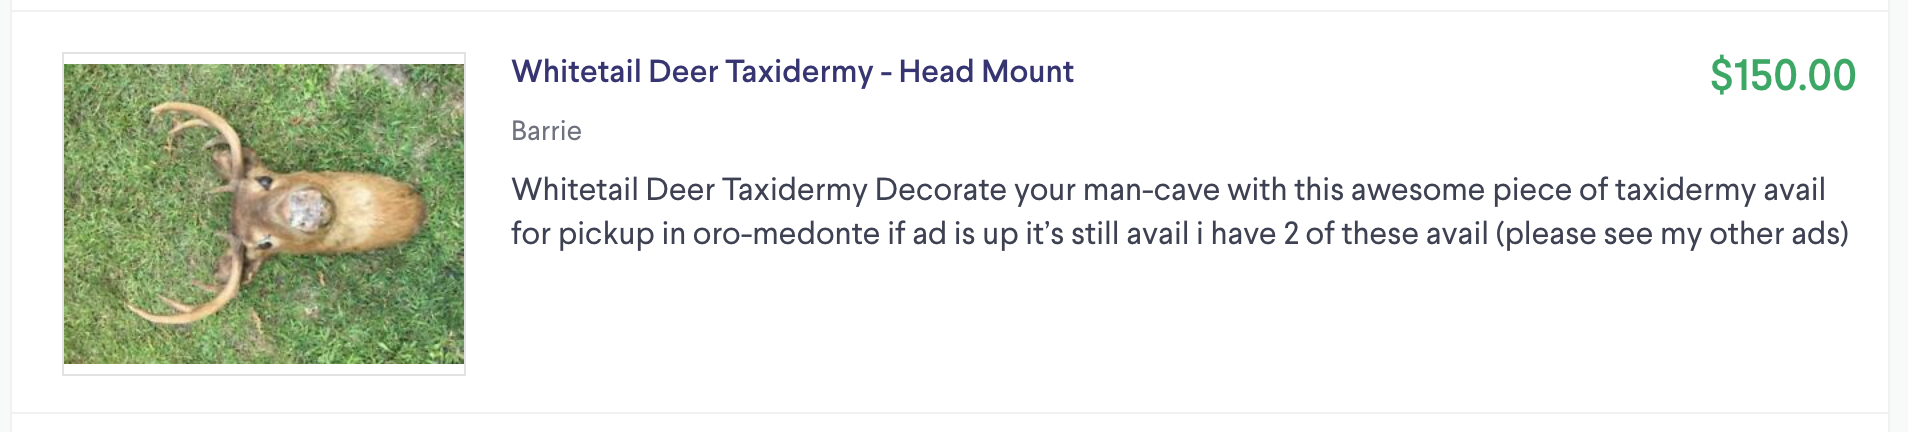 Whitetail Deer Taxidermy - Head Mount
$150.00
Barrie
Whitetail Deer Taxidermy Decorate your man-cave with this awesome piece of taxidermy avail
for pickup in oro-medonte if ad is up it’s still avail i have 2 of these avail (please see my other ads)